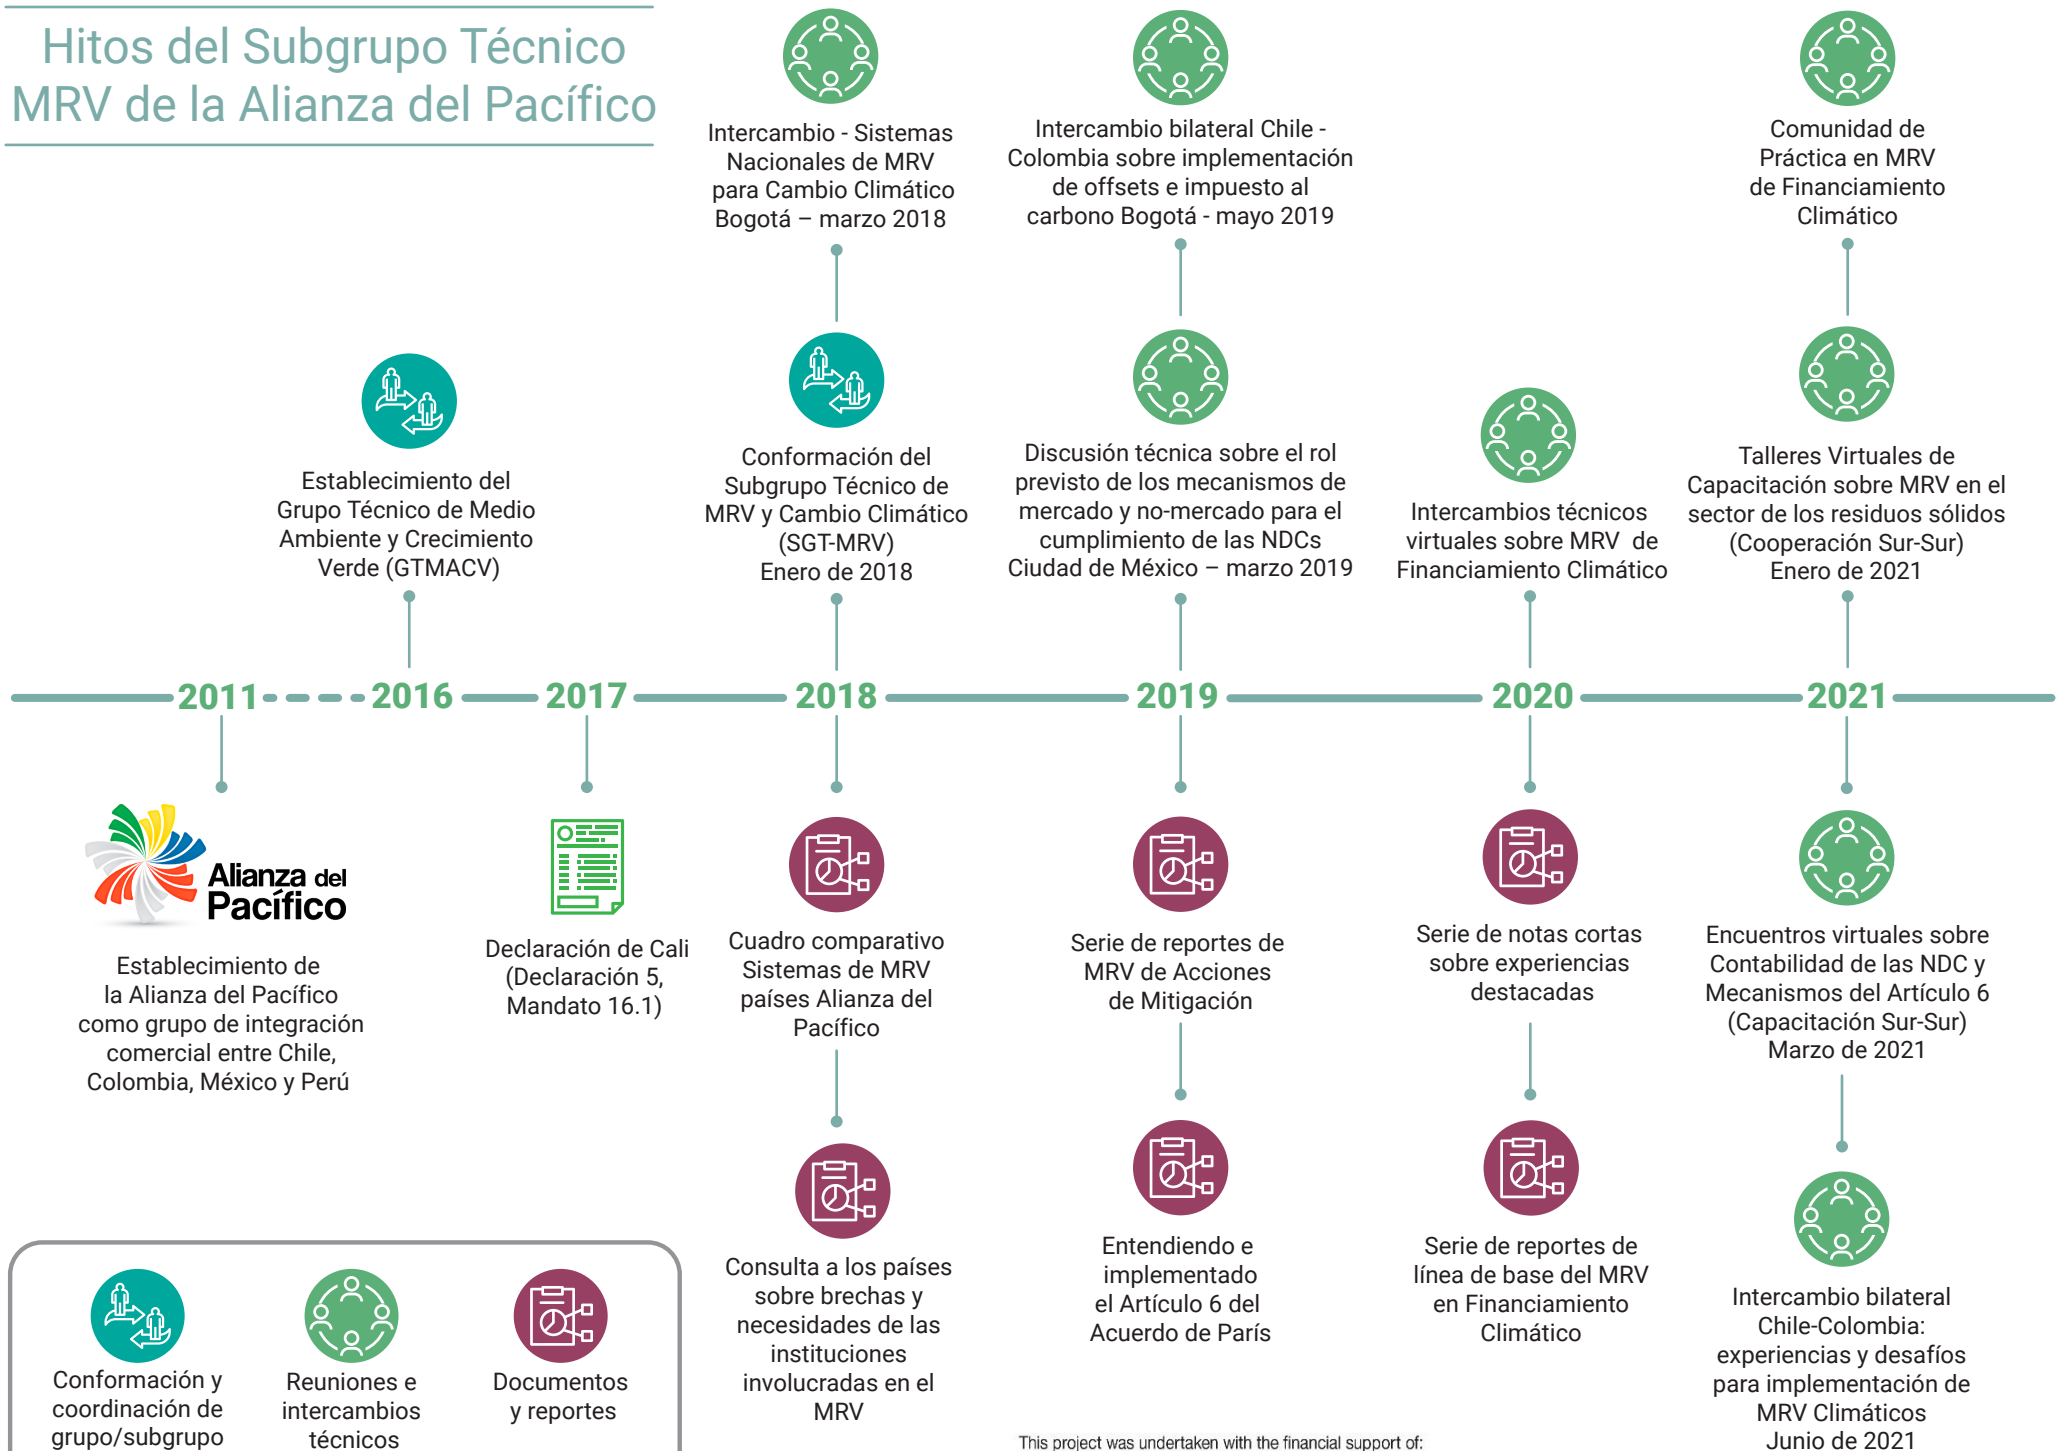 Hitos del Subgrupo Técnico
MRV de la Alianza del Pacífico
Intercambio - Sistemas
Nacionales de MRV
para Cambio Climático
Bogotá – marzo 2018
Intercambio bilateral Chile -
Colombia sobre implementación
de offsets e impuesto al
carbono Bogotá - mayo 2019
Comunidad de
Práctica en MRV
de Financiamiento
Climático
Establecimiento del
Grupo Técnico de Medio
Ambiente y Crecimiento
Verde (GTMACV)
Conformación del
Subgrupo Técnico de
MRV y Cambio Climático
(SGT-MRV)
Enero de 2018
Discusión técnica sobre el rol
previsto de los mecanismos de
mercado y no-mercado para el
cumplimiento de las NDCs
Ciudad de México – marzo 2019
Intercambios técnicos
virtuales sobre MRV de
Financiamiento Climático
Talleres Virtuales de
Capacitación sobre MRV en el
sector de los residuos sólidos
(Cooperación Sur-Sur)
Enero de 2021
2011
2016
2017
2018
2019
2020
2021
Alianza del
Pacífico
Establecimiento de
la Alianza del Pacífico
como grupo de integración
comercial entre Chile,
Colombia, México y Perú
Declaración de Cali
(Declaración 5,
Mandato 16.1)
Cuadro comparativo
Sistemas de MRV
países Alianza del
Pacífico
Serie de reportes de
MRV de Acciones
de Mitigación
Serie de notas cortas
sobre experiencias
destacadas
Encuentros virtuales sobre
Contabilidad de las NDC y
Mecanismos del Artículo 6
(Capacitación Sur-Sur)
Marzo de 2021
Consulta a los países
sobre brechas y
necesidades de las
instituciones
involucradas en el
MRV
Entendiendo e
implementado
el Artículo 6 del
Acuerdo de París
Serie de reportes de
línea de base del MRV
en Financiamiento
Climático
Intercambio bilateral
Chile-Colombia:
experiencias y desafíos
para implementación de
MRV Climáticos
Junio de 2021
Conformación y
coordinación de
grupo/subgrupo
Reuniones e
intercambios
técnicos
Documentos
y reportes
This project was undertaken with the financial support of: